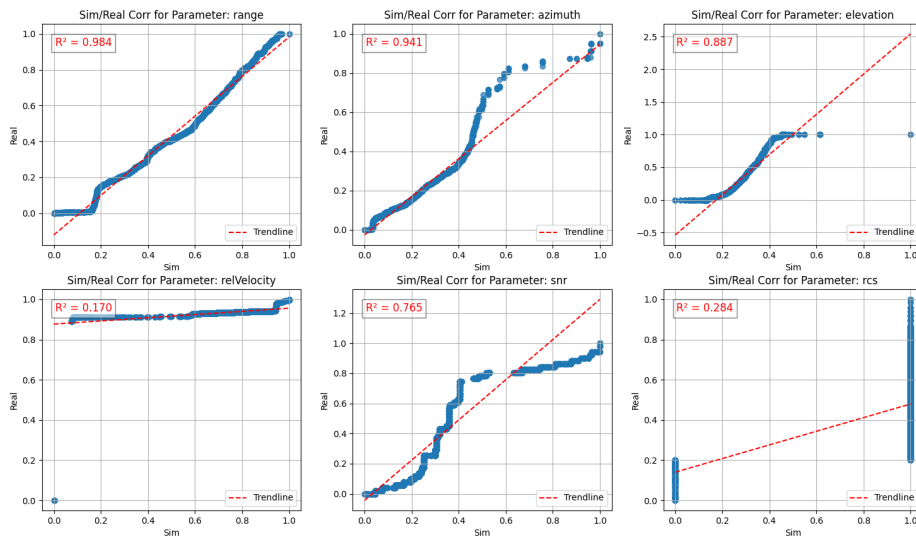 Sim/Real Corr for Parameter: range
R² = 0.984
1.0
0.8
0.6
0.4
0.2
0.0
Real
0.0 0.2 0.4 0.6 0.8 1.0
Sim
Trendline
Sim/Real Corr for Parameter: azimuth
R² = 0.941
1.0
0.8
0.6
0.4
0.2
0.0
Real
0.0 0.2 0.4 0.6 0.8 1.0
Sim
Trendline
Sim/Real Corr for Parameter: elevation
R² = 0.887
2.5
2.0
1.5
1.0
0.5
0.0
−0.5
Real
0.0 0.2 0.4 0.6 0.8 1.0
Sim
Trendline
Sim/Real Corr for Parameter: relVelocity
R² = 0.170
1.0
0.8
0.6
0.4
0.2
0.0
Real
0.0 0.2 0.4 0.6 0.8 1.0
Sim
Trendline
Sim/Real Corr for Parameter: snr
R² = 0.765
1.2
1.0
0.8
0.6
0.4
0.2
0.0
Real
0.0 0.2 0.4 0.6 0.8 1.0
Sim
Trendline
Sim/Real Corr for Parameter: rcs
R² = 0.284
1.0
0.8
0.6
0.4
0.2
0.0
Real
0.0 0.2 0.4 0.6 0.8 1.0
Sim
Trendline